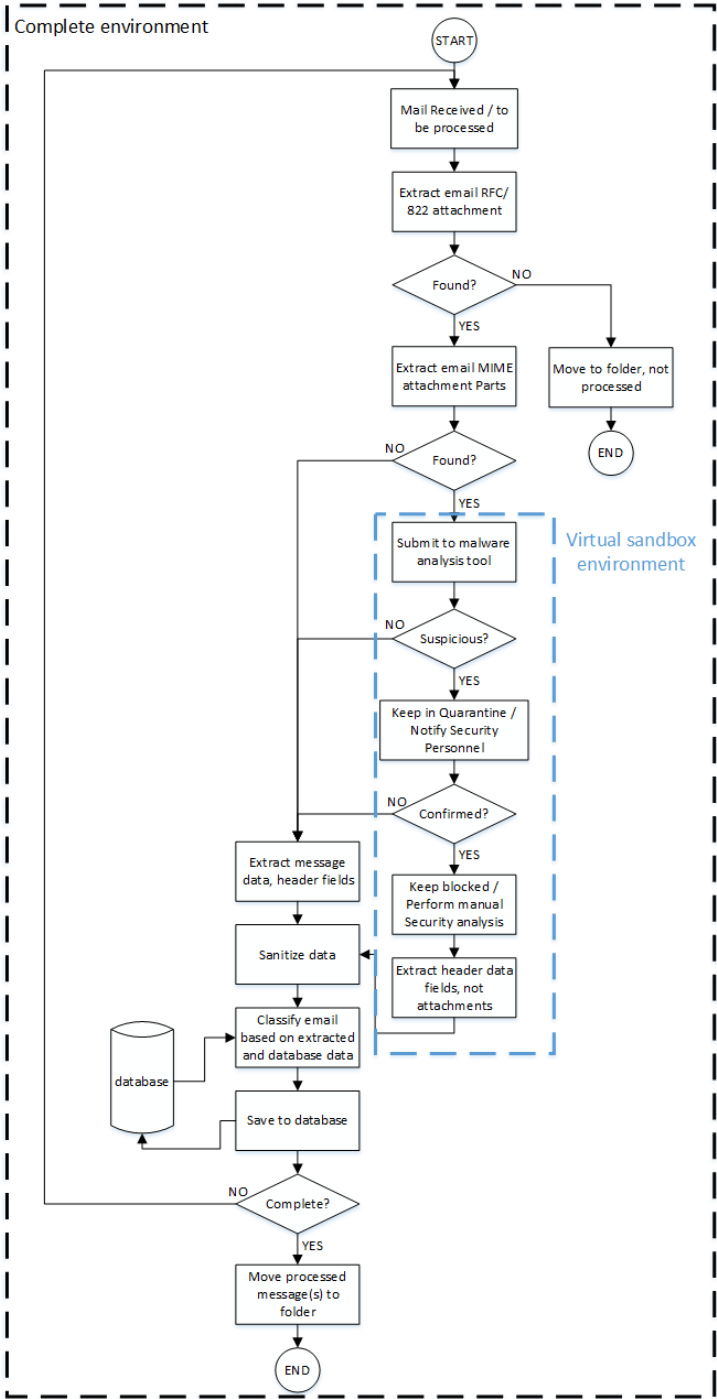 Complete environment
START
Mail Received / to
be processed
Extract email RFC/
822 attachment
Found?
NO
YES
Extract email MIME
attachment Parts
Move to folder, not
processed
END
Found?
NO
YES
Virtual sandbox
environment
Submit to malware
analysis tool
Suspicious?
NO
YES
Keep in Quarantine /
Notify Security
Personnel
Confirmed?
NO
YES
Keep blocked /
Perform manual
Security analysis
Extract header data
fields, not
attachments
Extract message
data, header fields
Sanitize data
Classify email
based on extracted
and database data
database
Save to database
Complete?
NO
YES
Move processed
message(s) to
folder
END